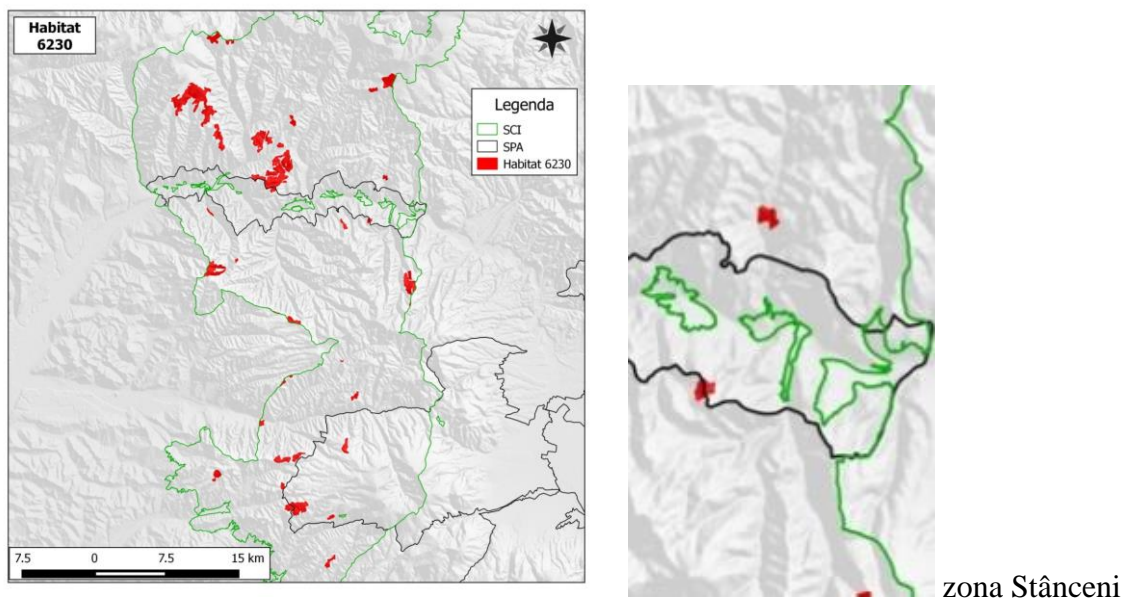 Habitat
6230
Legenda
SCI
SPA
Habitat 6230
7.5 0 7.5 15 km
zona Stânceni